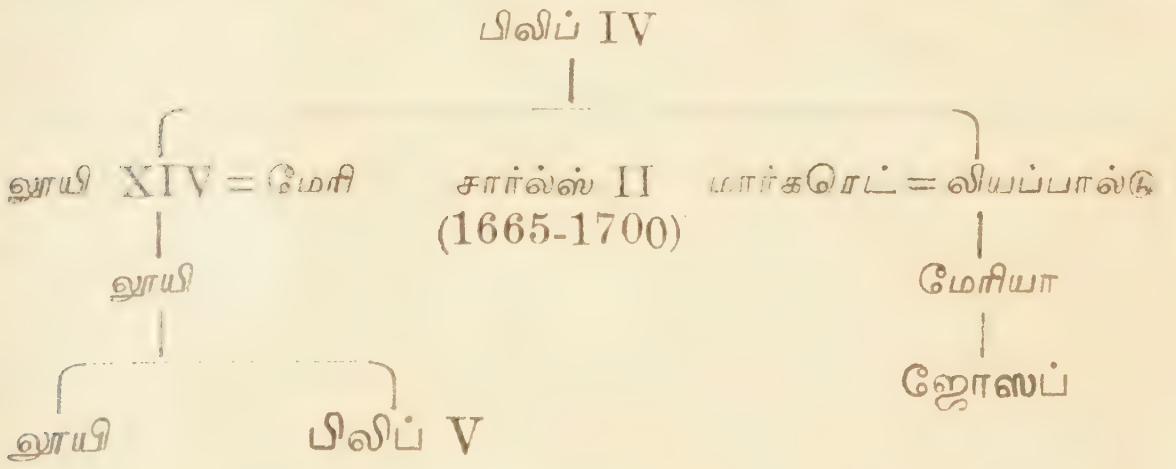 பிலிப் IV
லூயி XIV = மேரி சார்ல்ஸ் II மார்கரெட் = லியப்பால்டு
(1665-1700)
லூயி மேரியா
ஜோஸப்
லூயி பிலிப் V